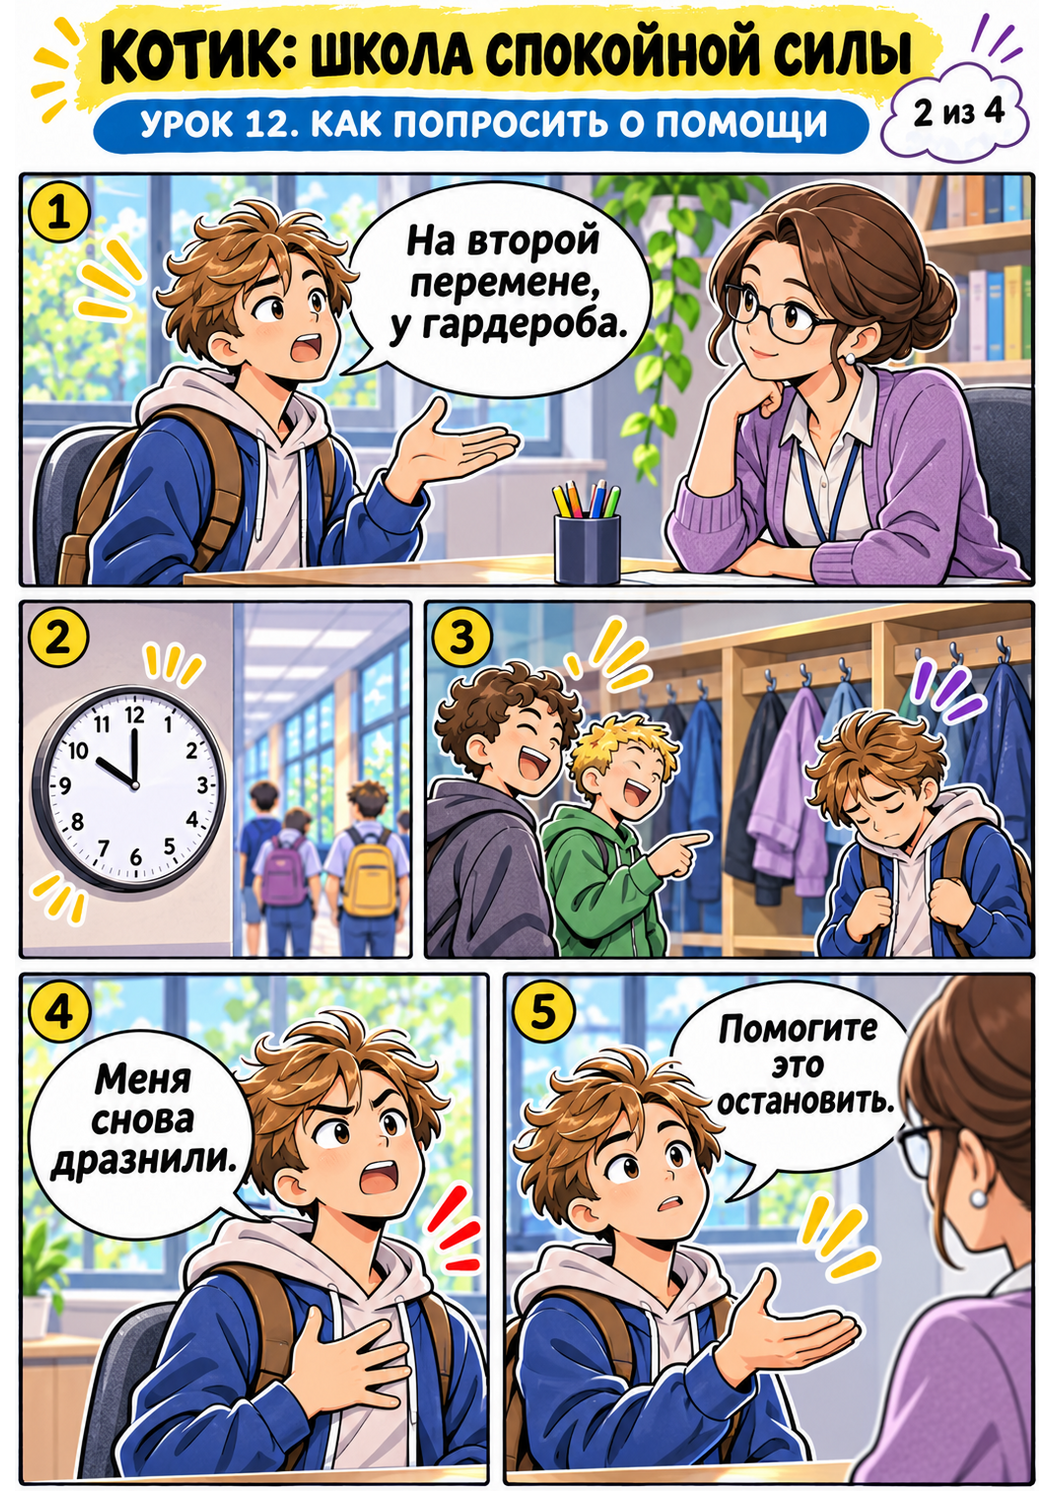 КОТИК: ШКОЛА СПОКОЙНОЙ СИЛЫ
УРОК 12. КАК ПОПРОСИТЬ О ПОМОЩИ
2 из 4
1
На второй
перемене,
у гардероба.
2
12
1
2
3
4
5
6
7
8
9
10
11
3
4
Меня
снова
дразнили.
5
Помогите
это
остановить.